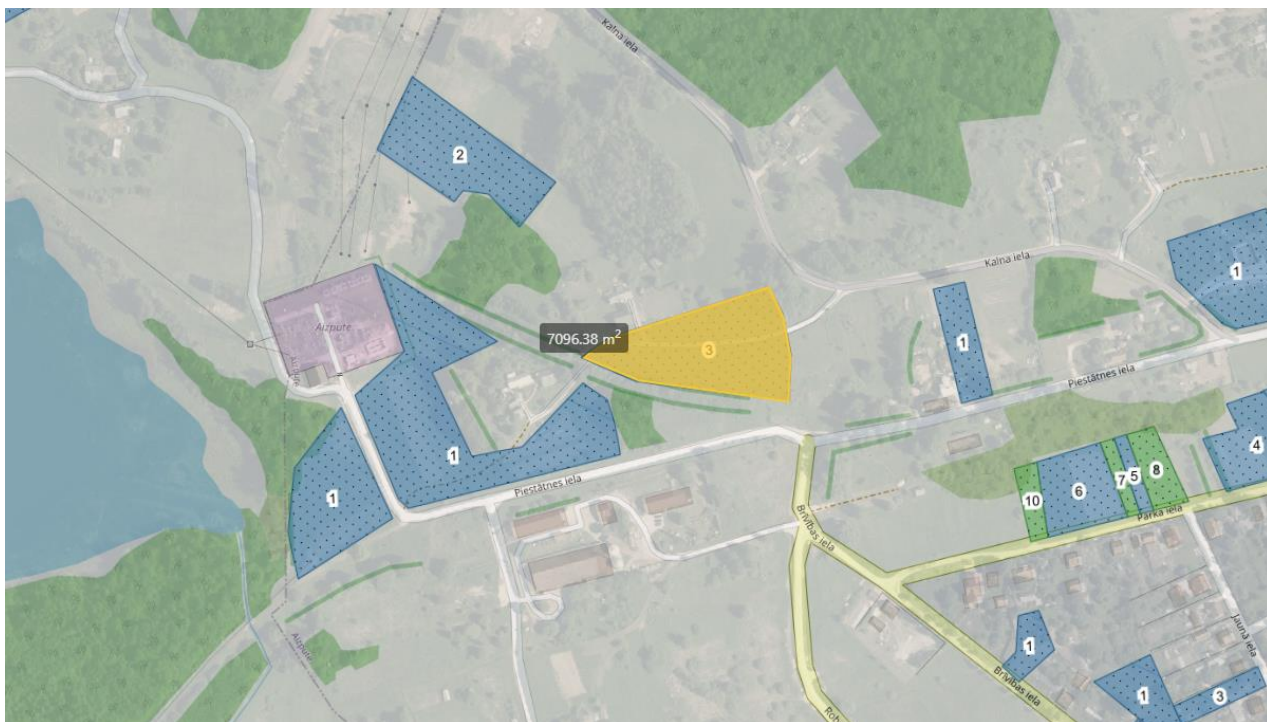 Kalna iela
2
1
Kalna iela
Aizpute
7096.38 m²
3
1
Piestātnes iela
4
1
1
Piestātnes iela
10
6
7
5
8
Parka iela
Brīvības iela
Jaunā iela
Aizpute
1
Brīvības iela
1
3